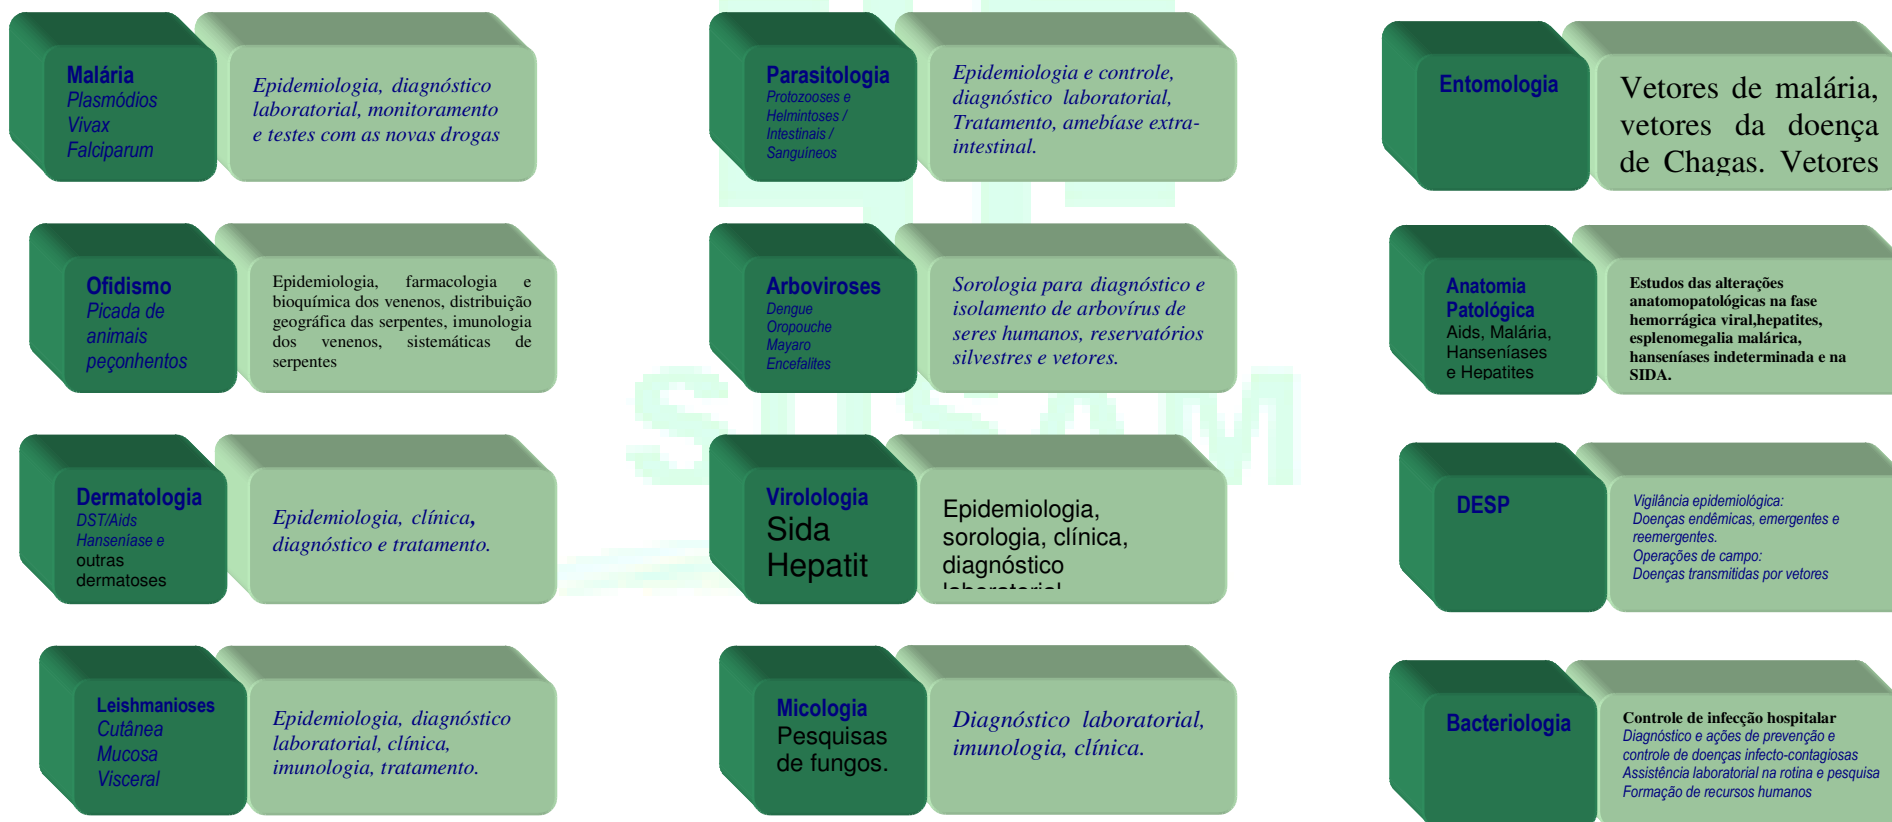 Malária
Plasmódios
Vivax
Falciparum
Epidemiologia, diagnóstico
laboratorial, monitoramento
e testes com as novas drogas
Parasitologia
Protozooses e
Helmintoses /
Intestinais /
Sanguineos
Epidemiologia e controle,
diagnóstico laboratorial,
Tratamento, amebíase extra-
intestinal.
Entomologia
Vetores de malária,
vetores da doença
de Chagas. Vetores
Ofidismo
Picada de
animais
peçonhentos
Epidemiologia, farmacologia e
bioquímica dos venenos, distribuição
geográfica das serpentes, imunologia
dos venenos, sistemáticas de
serpentes
Arboviroses
Dengue
Oropouche
Mayaro
Encefalites
Sorologia para diagnóstico e
isolamento de arbovírus de
seres humanos, reservatórios
silvestres e vetores.
Anatomia
Patológica
Aids, Malária,
Hanseníases
e Hepatites
Estudos das alterações
anatomopatológicas na fase
hemorrágica viral,hepatites,
esplenomegalia malárica,
hanseníases indeterminada e na
SIDA.
SUSAM
Dermatologia
DST/Aids
Hanseníase e
outras
dermatoses
Epidemiologia, clínica,
diagnóstico e tratamento.
Virolologia
Sida
Hepatit
Epidemiologia,
sorologia, clínica,
diagnóstico
laboratorial
DESP
Vigilância epidemiológica:
Doenças endêmicas, emergentes e
reemergentes.
Operações de campo:
Doenças transmitidas por vetores
Leishmanioses
Cutânea
Mucosa
Visceral
Epidemiologia, diagnóstico
laboratorial, clínica,
imunologia, tratamento.
Micologia
Pesquisas
de fungos.
Diagnóstico laboratorial,
imunologia, clínica.
Bacteriologia
Controle de infecção hospitalar
Diagnóstico e ações de prevenção e
controle de doenças infecto-contagiosas
Assistência laboratorial na rotina e pesquisa
Formação de recursos humanos